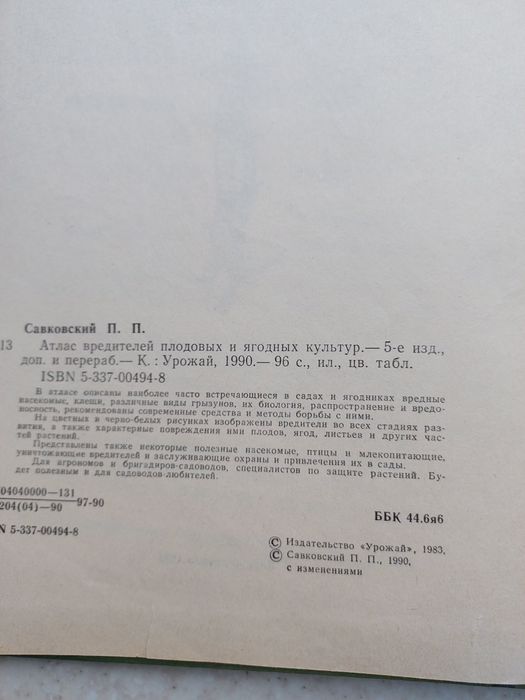 Савковский П. П.
13 Атлас вредителей плодовых и ягодных культур.— 5-е изд.,
доп. и перераб.— К. : Урожай, 1990.— 96 с., ил., цв. табл.
ISBN 5-337-00494-8
В атласе описаны наиболее часто встречающиеся в садах и ягодниках вредные
насекомые, клещи, различные виды грызунов, их биология, распространение и вредо-
носность, рекомендованы современные средства и методы борьбы с ними.
На цветных и черно-белых рисунках изображены вредители во всех стадиях раз-
вития, а также характерные повреждения ими плодов, ягод, листьев и других час-
тей растений.
Представлены также некоторые полезные насекомые, птицы и млекопитающие,
уничтожающие вредителей и заслуживающие охраны и привлечения их в сады.
Для агрономов и бригадиров-садоводов, специалистов по защите растений. Бу-
дет полезным и для садоводов-любителей.
04040000—131
204(04)—90 97-90
ББК 44.6я6
N 5-337-00494-8
© Издательство «Урожай», 1983,
© Савковский П. П., 1990,
с изменениями